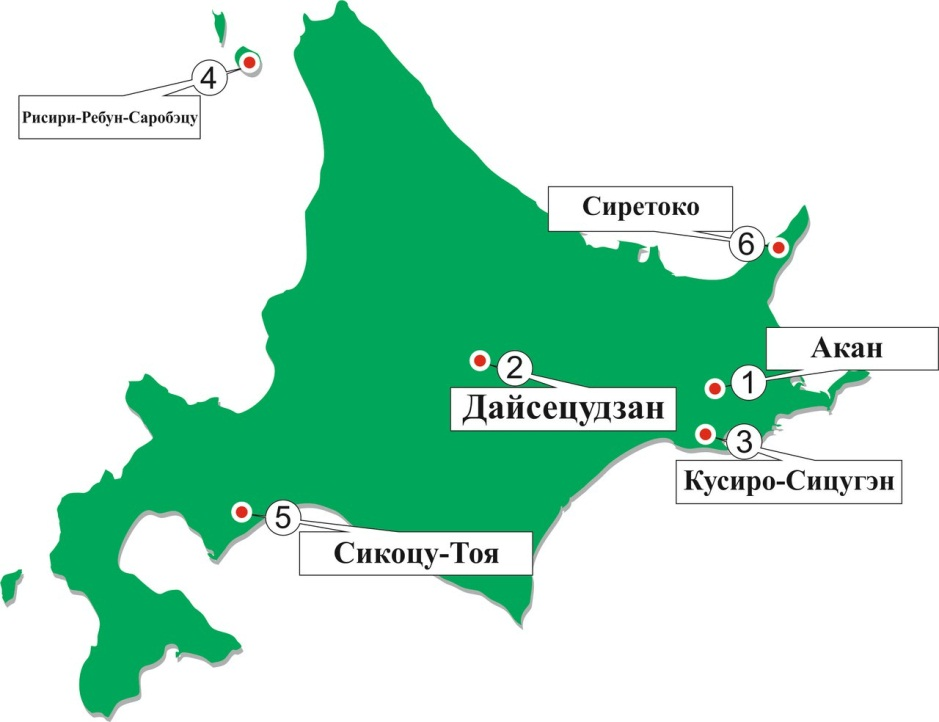 4
Рисири-Ребун-Саробэцу
Сиретоко
6
Акан
1
2
Дайсецудзан
3
Кусиро-Сицугэн
5
Сикоцу-Тоя